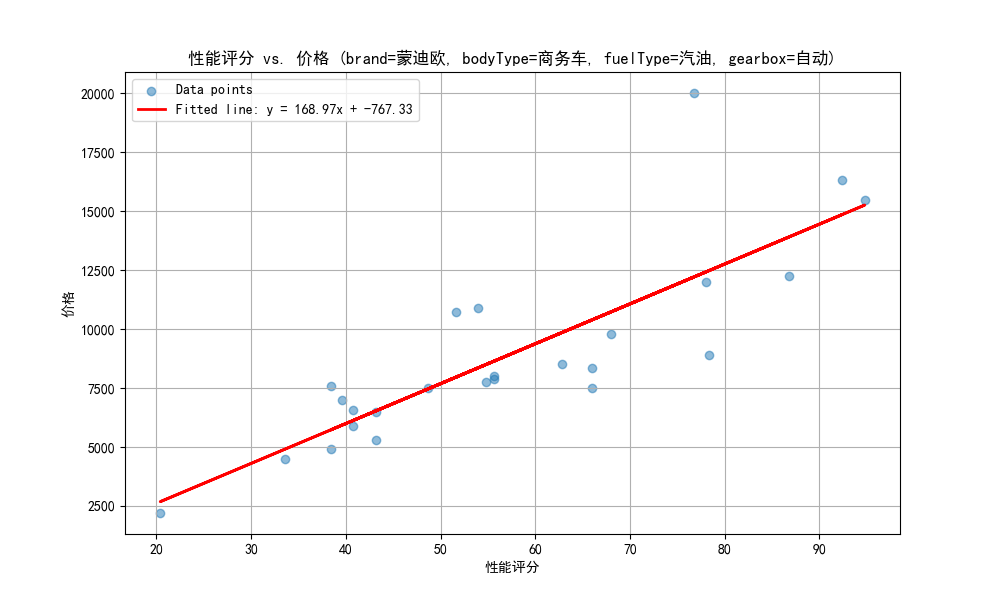 性能评分 vs. 价格 (brand=蒙迪欧, bodyType=商务车, fuelType=汽油, gearbox=自动)
Data points
Fitted line: y = 168.97x + -767.33
20000
17500
15000
12500
10000
7500
5000
2500
价格
20 30 40 50 60 70 80 90
性能评分